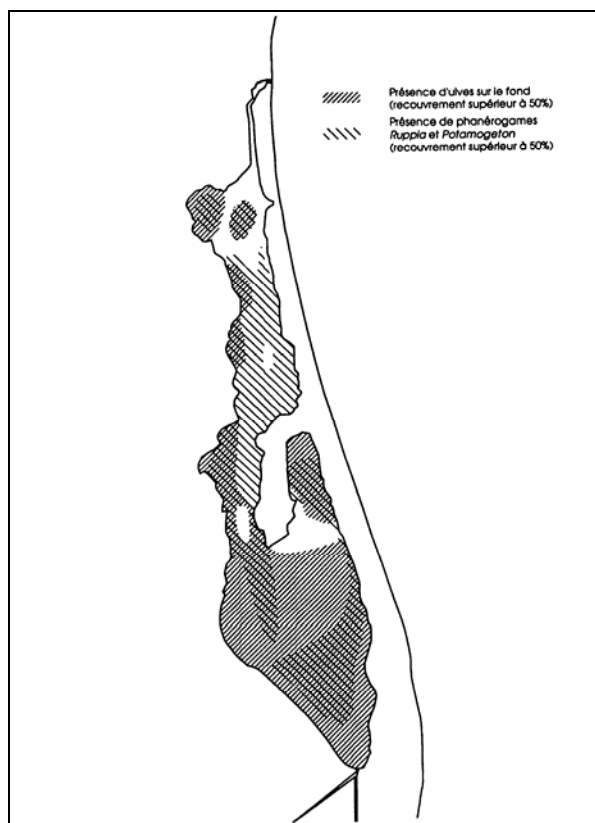 Présence d'ulves sur le fond
(recouvrement supérieur à 50%)
Présence de phanérogames
Ruppia et Potamogeton
(recouvrement supérieur à 50%)